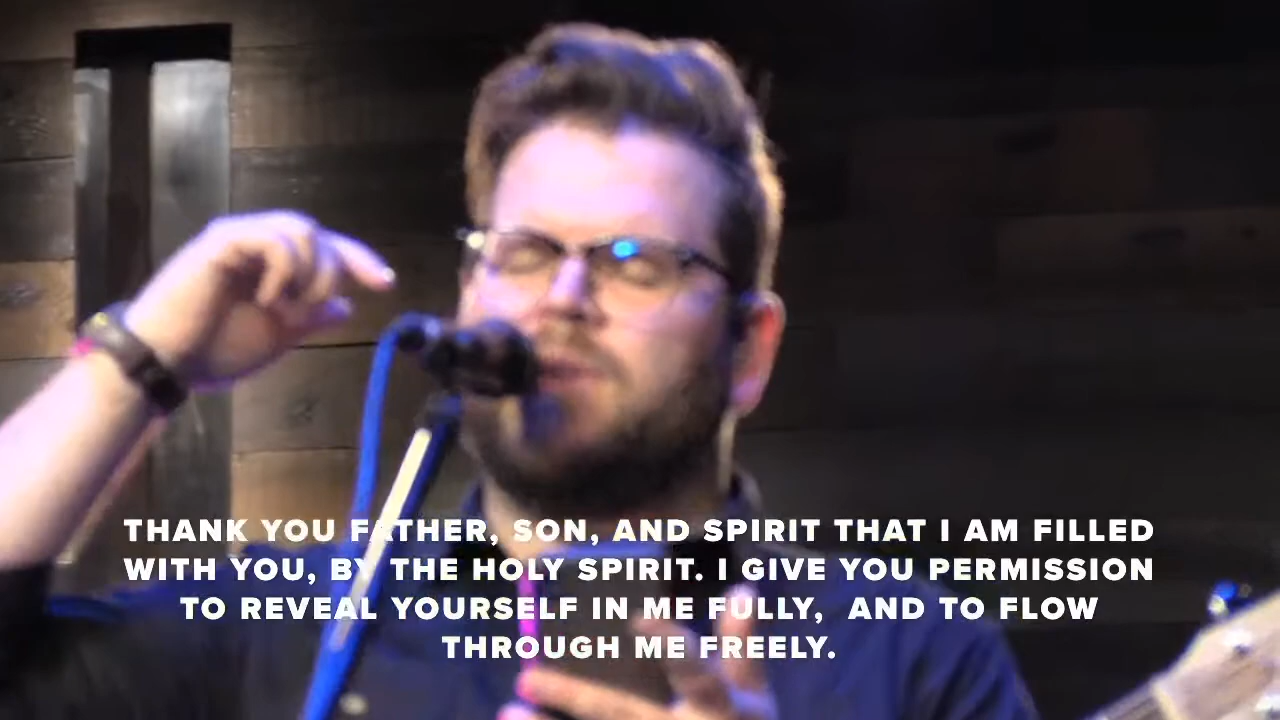 THANK YOU FATHER, SON, AND SPIRIT THAT I AM FILLED
WITH YOU, BY THE HOLY SPIRIT. I GIVE YOU PERMISSION
TO REVEAL YOURSELF IN ME FULLY,  AND TO FLOW
THROUGH ME FREELY.